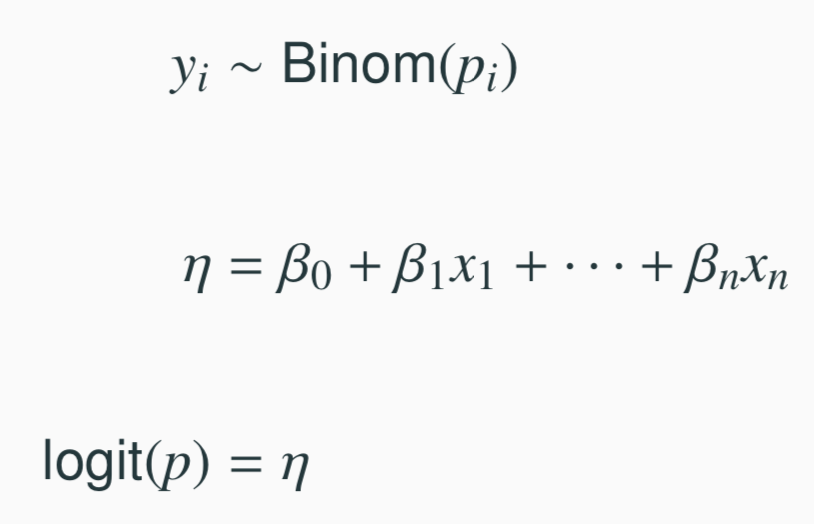 yᵢ ~ Binom(pᵢ)
η = β₀ + β₁x₁ + ··· + βₙxₙ
logit(p) = η